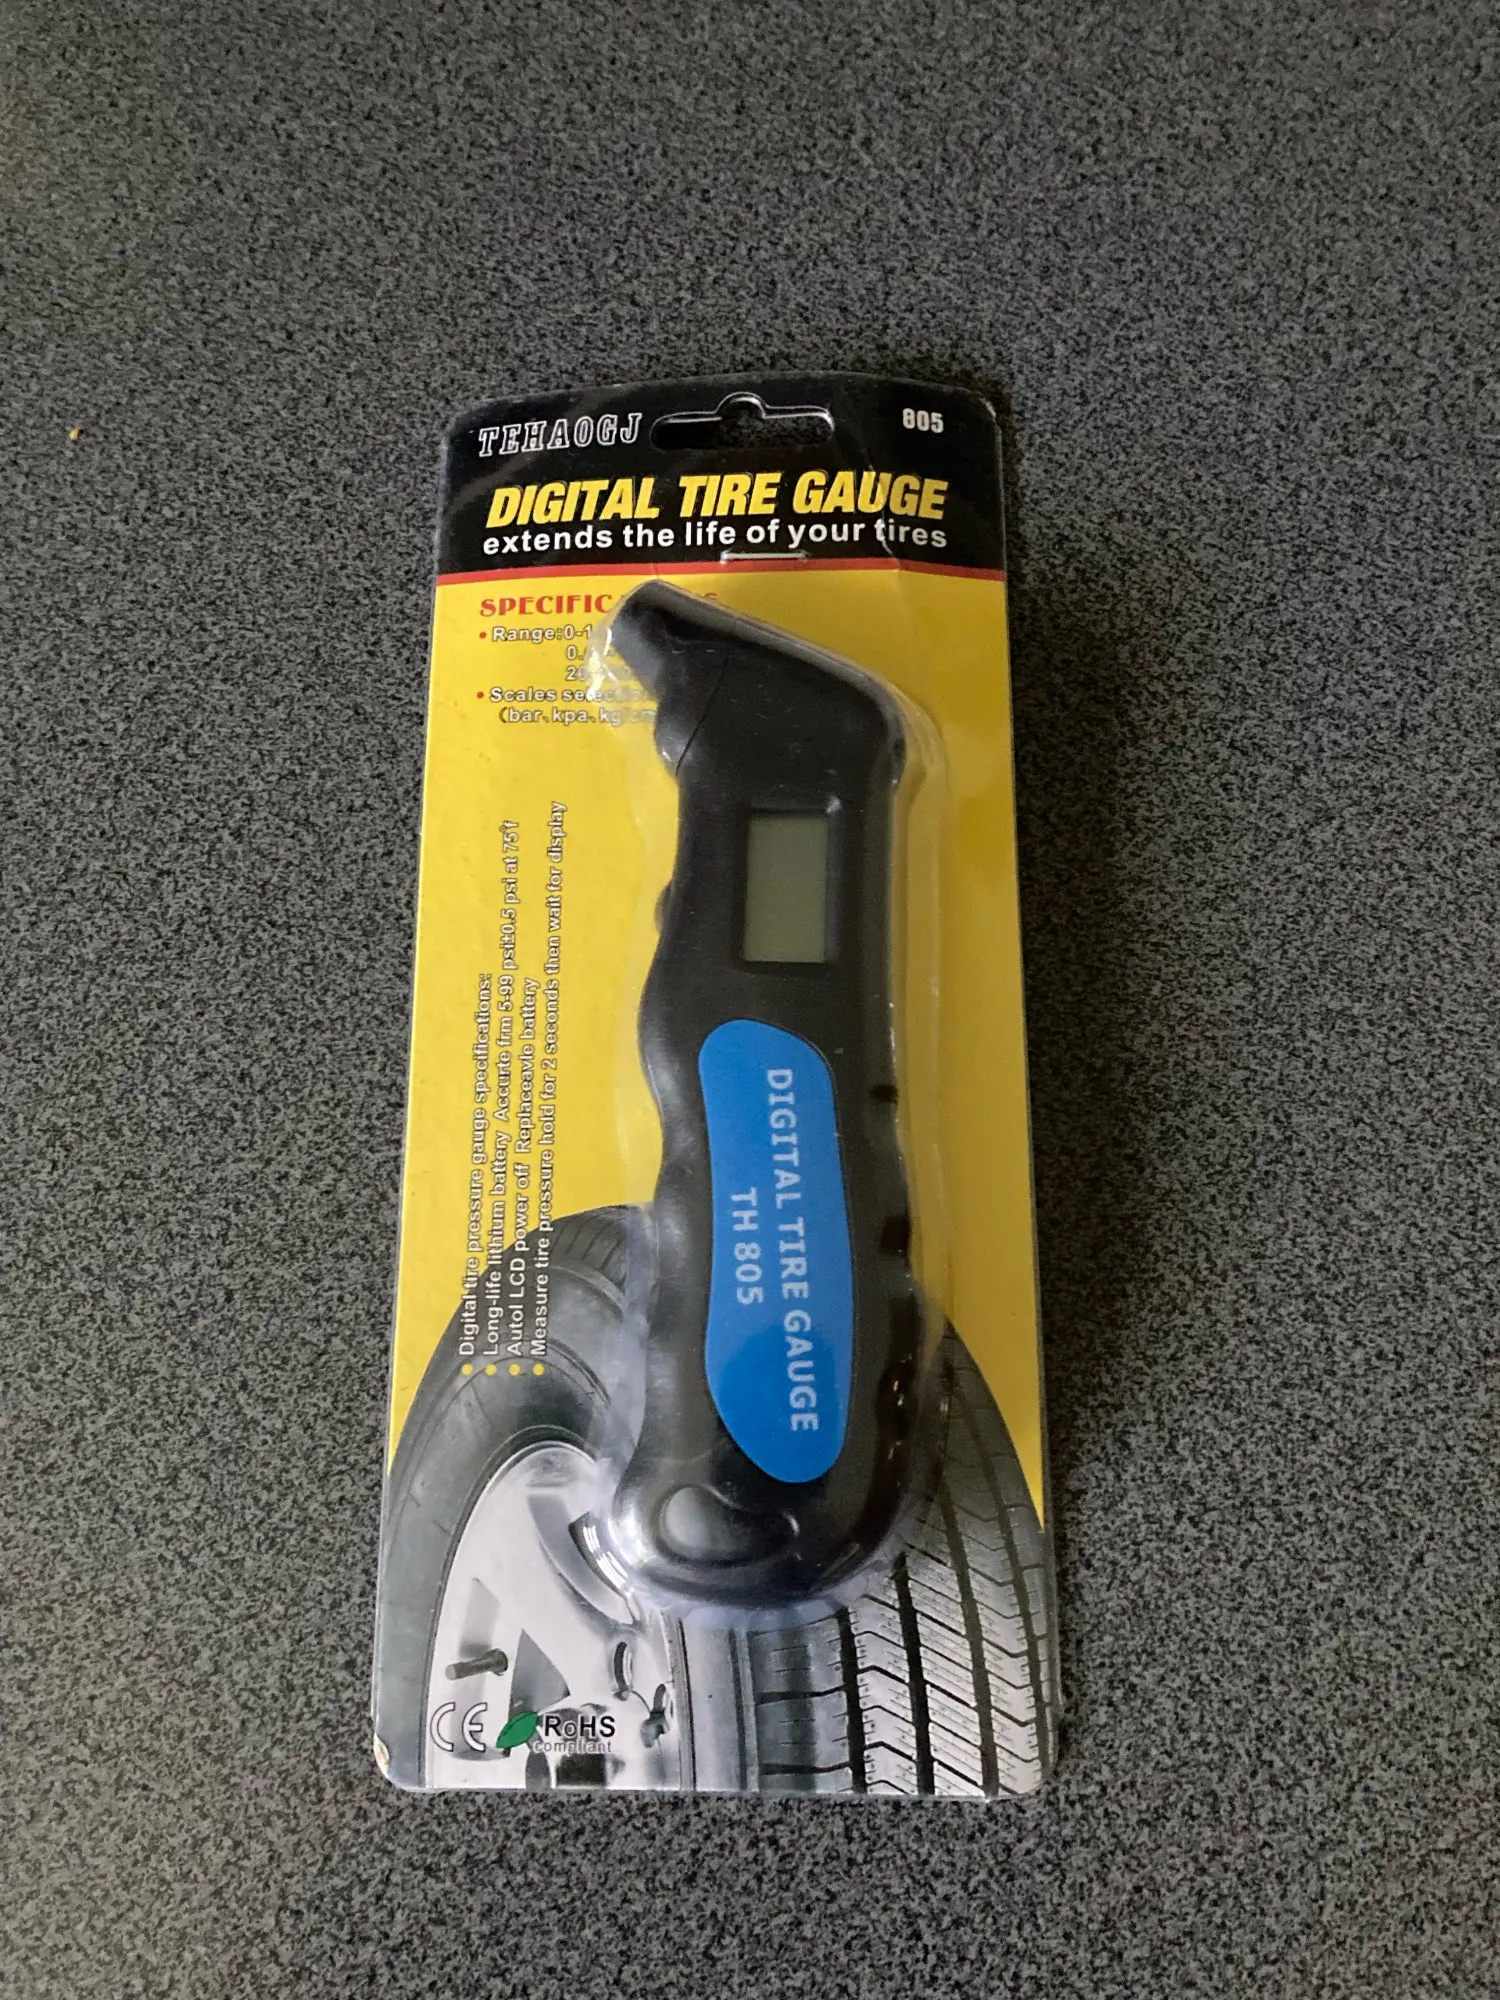 TEHAOGJ
805
DIGITAL TIRE GAUGE
extends the life of your tires
Range:0-1
Scales
(bar、kpa、
Digital tire pressure gauge specifications:
Long-life lithium battery Accurte frm 5-99 psi±0.5 psi at 75°f
Autol LCD power off Replaceavle battery
Measure tire pressure hold for 2 seconds then wait for display
DIGITAL TIRE GAUGE
TH 805
CE
RoHS
compliant